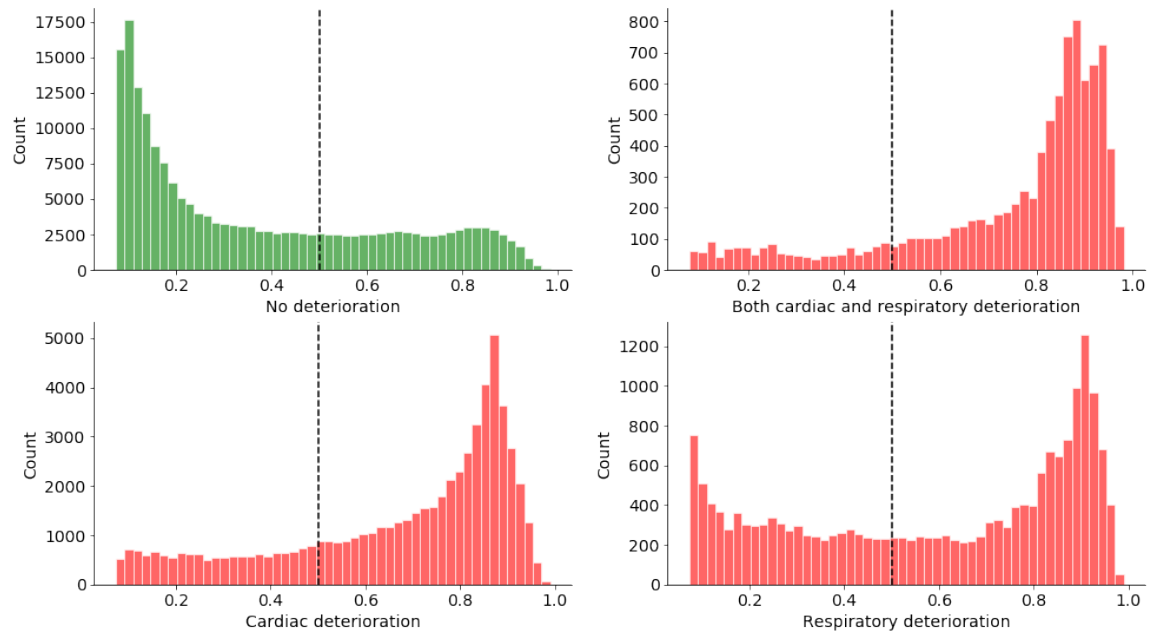 17500
15000
12500
10000
7500
5000
2500
0
Count
0.2 0.4 0.6 0.8 1.0
No deterioration
800
700
600
500
400
300
200
100
0
Count
0.2 0.4 0.6 0.8 1.0
Both cardiac and respiratory deterioration
5000
4000
3000
2000
1000
0
Count
0.2 0.4 0.6 0.8 1.0
Cardiac deterioration
1200
1000
800
600
400
200
0
Count
0.2 0.4 0.6 0.8 1.0
Respiratory deterioration